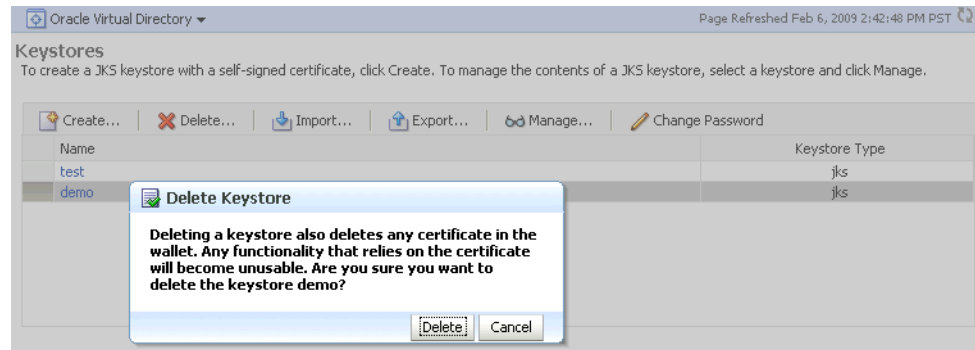 Oracle Virtual Directory
Page Refreshed Feb 6, 2009 2:42:48 PM PST
Keystores
To create a JKS keystore with a self-signed certificate, click Create. To manage the contents of a JKS keystore, select a keystore and click Manage.
Create... Delete... Import... Export... Manage... Change Password
Name Keystore Type
test jks
demo jks
Delete Keystore
Deleting a keystore also deletes any certificate in the
wallet. Any functionality that relies on the certificate
will become unusable. Are you sure you want to
delete the keystore demo?
Delete Cancel